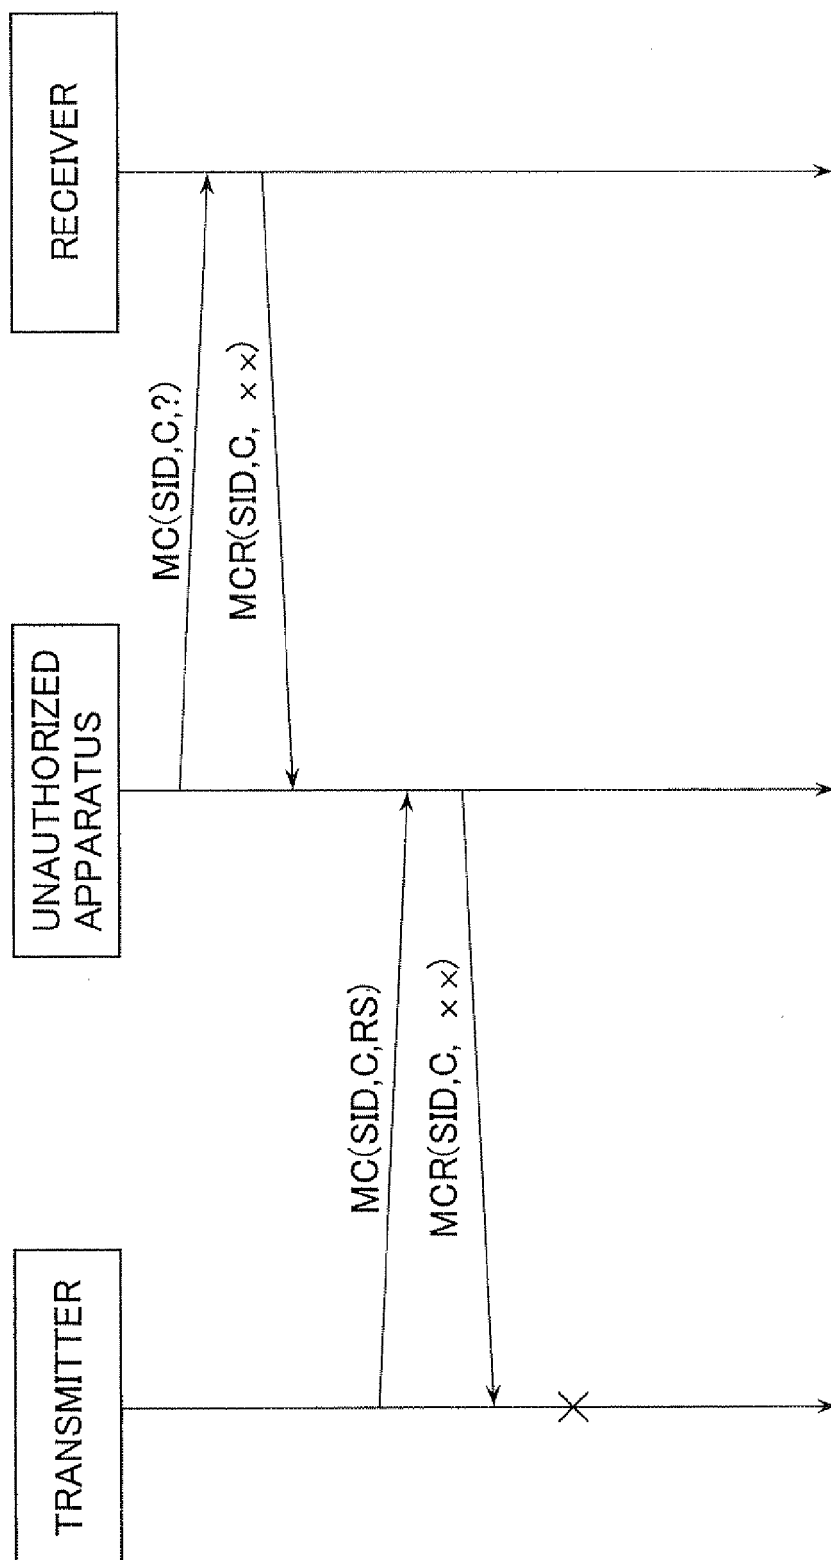 TRANSMITTER
UNAUTHORIZED
APPARATUS
RECEIVER
MC(SID,C,?)
MCR(SID,C, ××)
MC(SID,C,RS)
MCR(SID,C, ××)